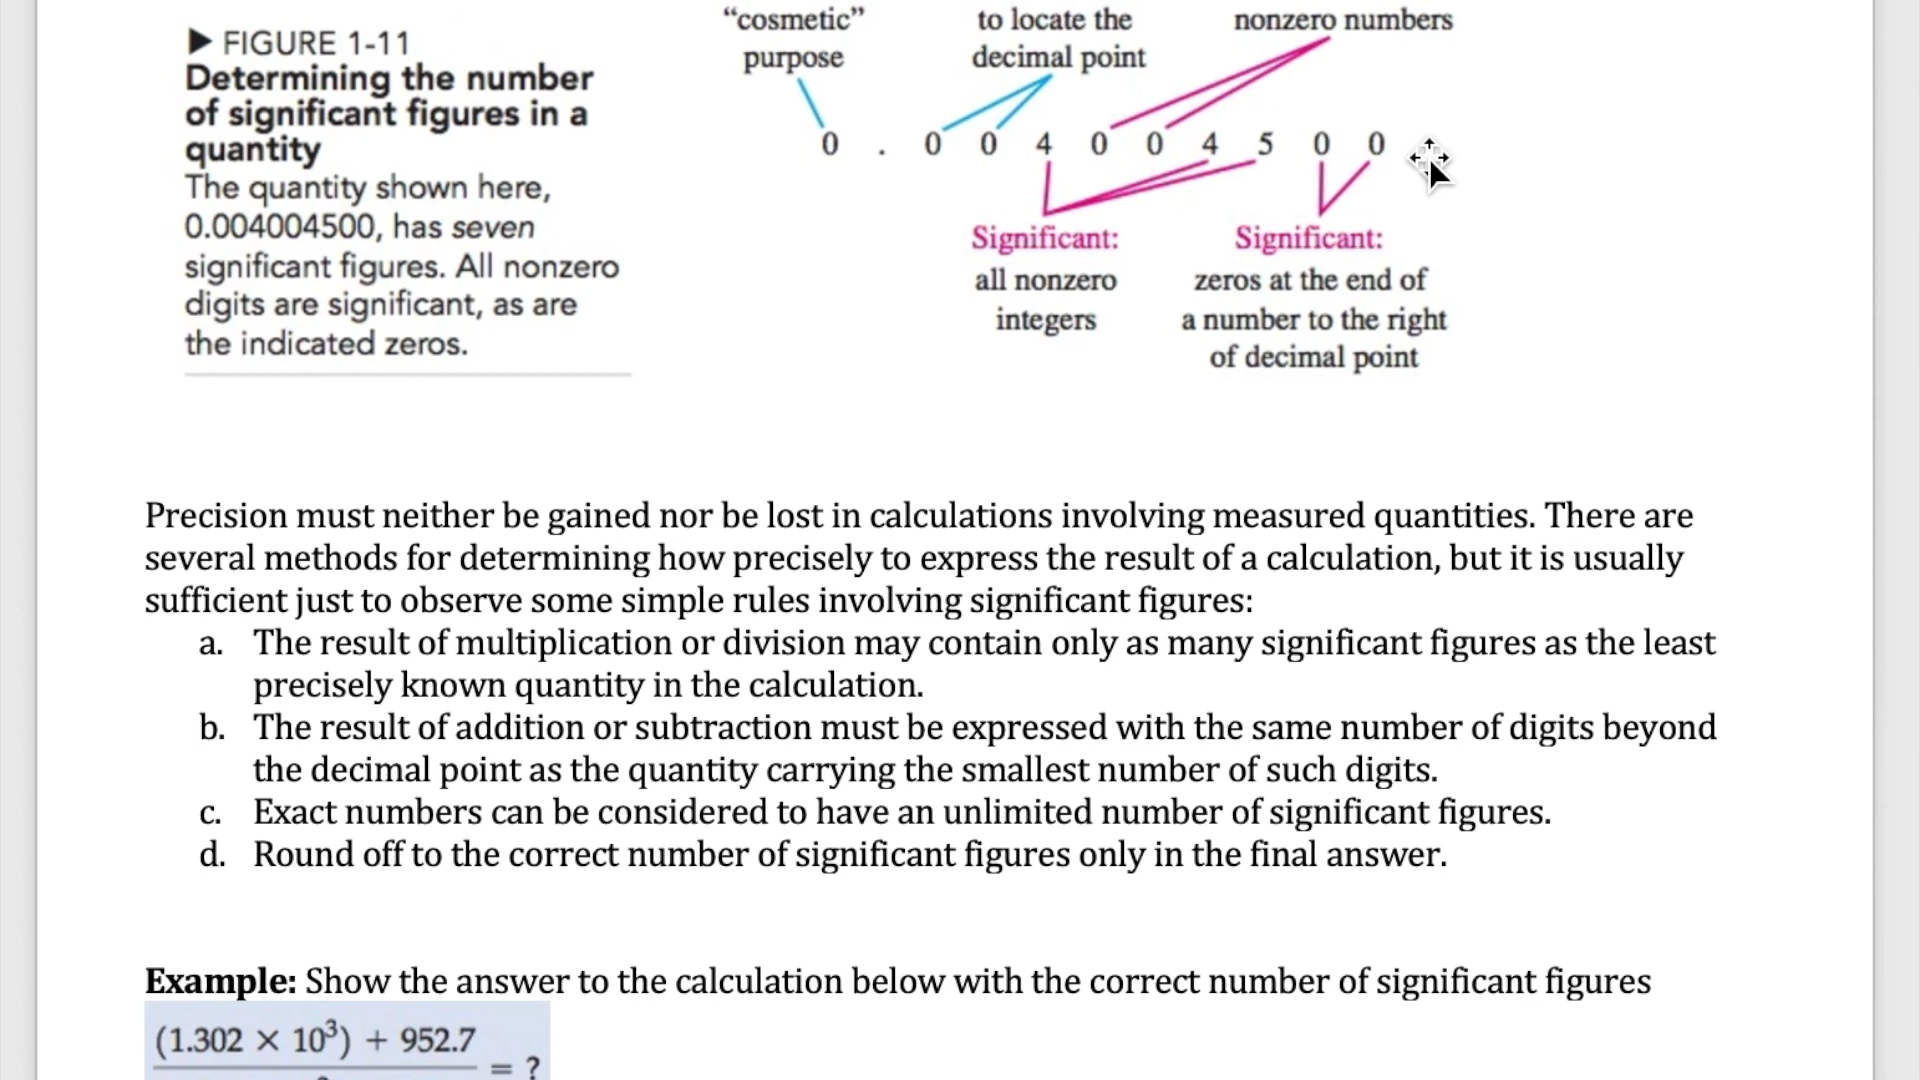 ▶ FIGURE 1-11
Determining the number
of significant figures in a
quantity
The quantity shown here,
0.004004500, has seven
significant figures. All nonzero
digits are significant, as are
the indicated zeros.
“cosmetic”
purpose
to locate the
decimal point
nonzero numbers
0 . 0 0 4 0 0 4 5 0 0
Significant:
all nonzero
integers
Significant:
zeros at the end of
a number to the right
of decimal point
Precision must neither be gained nor be lost in calculations involving measured quantities. There are
several methods for determining how precisely to express the result of a calculation, but it is usually
sufficient just to observe some simple rules involving significant figures:
a. The result of multiplication or division may contain only as many significant figures as the least
precisely known quantity in the calculation.
b. The result of addition or subtraction must be expressed with the same number of digits beyond
the decimal point as the quantity carrying the smallest number of such digits.
c. Exact numbers can be considered to have an unlimited number of significant figures.
d. Round off to the correct number of significant figures only in the final answer.
Example: Show the answer to the calculation below with the correct number of significant figures
(1.302 × 10³) + 952.7
= ?